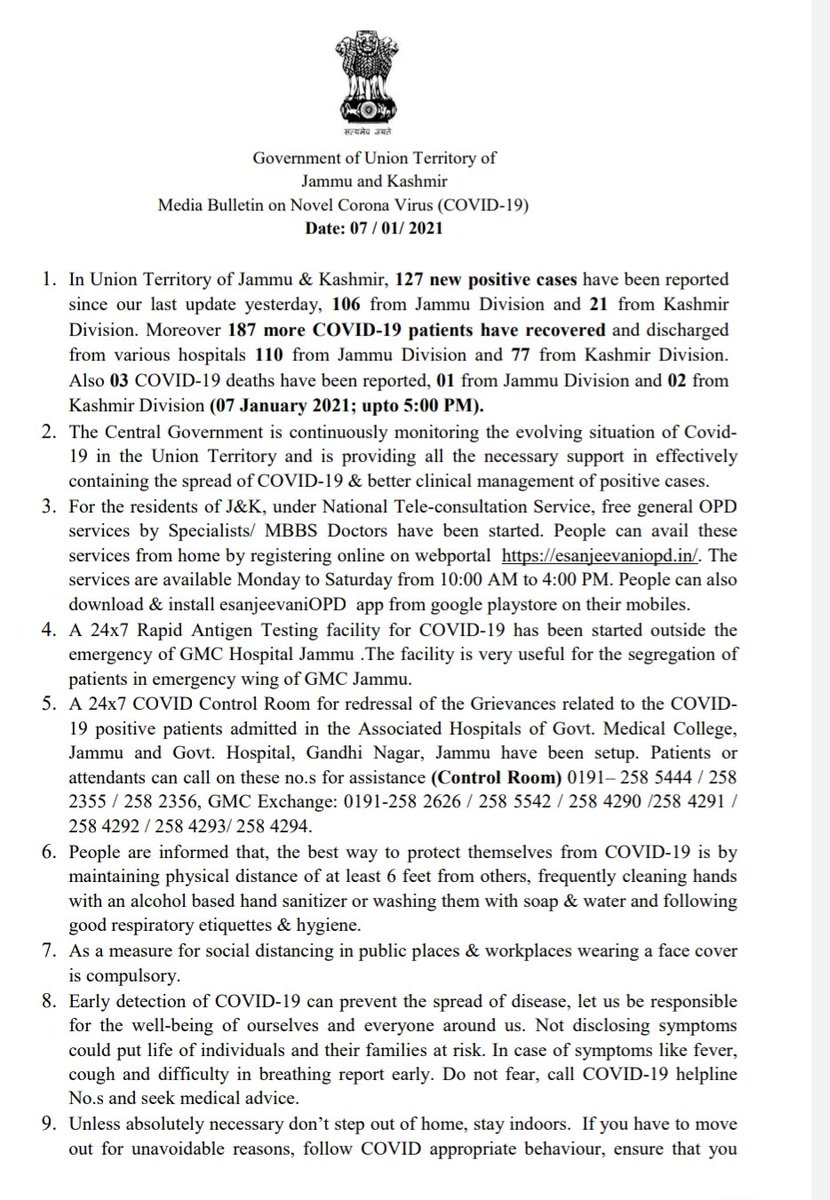 सत्यमेव जयते
Government of Union Territory of
Jammu and Kashmir
Media Bulletin on Novel Corona Virus (COVID-19)
Date: 07 / 01/ 2021
1. In Union Territory of Jammu & Kashmir, 127 new positive cases have been reported
since our last update yesterday, 106 from Jammu Division and 21 from Kashmir
Division. Moreover 187 more COVID-19 patients have recovered and discharged
from various hospitals 110 from Jammu Division and 77 from Kashmir Division.
Also 03 COVID-19 deaths have been reported, 01 from Jammu Division and 02 from
Kashmir Division (07 January 2021; upto 5:00 PM).
2. The Central Government is continuously monitoring the evolving situation of Covid-
19 in the Union Territory and is providing all the necessary support in effectively
containing the spread of COVID-19 & better clinical management of positive cases.
3. For the residents of J&K, under National Tele-consultation Service, free general OPD
services by Specialists/ MBBS Doctors have been started. People can avail these
services from home by registering online on webportal https://esanjeevaniopd.in/. The
services are available Monday to Saturday from 10:00 AM to 4:00 PM. People can also
download & install esanjeevaniOPD app from google playstore on their mobiles.
4. A 24x7 Rapid Antigen Testing facility for COVID-19 has been started outside the
emergency of GMC Hospital Jammu .The facility is very useful for the segregation of
patients in emergency wing of GMC Jammu.
5. A 24x7 COVID Control Room for redressal of the Grievances related to the COVID-
19 positive patients admitted in the Associated Hospitals of Govt. Medical College,
Jammu and Govt. Hospital, Gandhi Nagar, Jammu have been setup. Patients or
attendants can call on these no.s for assistance (Control Room) 0191– 258 5444 / 258
2355 / 258 2356, GMC Exchange: 0191-258 2626 / 258 5542 / 258 4290 /258 4291 /
258 4292 / 258 4293/ 258 4294.
6. People are informed that, the best way to protect themselves from COVID-19 is by
maintaining physical distance of at least 6 feet from others, frequently cleaning hands
with an alcohol based hand sanitizer or washing them with soap & water and following
good respiratory etiquettes & hygiene.
7. As a measure for social distancing in public places & workplaces wearing a face cover
is compulsory.
8. Early detection of COVID-19 can prevent the spread of disease, let us be responsible
for the well-being of ourselves and everyone around us. Not disclosing symptoms
could put life of individuals and their families at risk. In case of symptoms like fever,
cough and difficulty in breathing report early. Do not fear, call COVID-19 helpline
No.s and seek medical advice.
9. Unless absolutely necessary don’t step out of home, stay indoors. If you have to move
out for unavoidable reasons, follow COVID appropriate behaviour, ensure that you